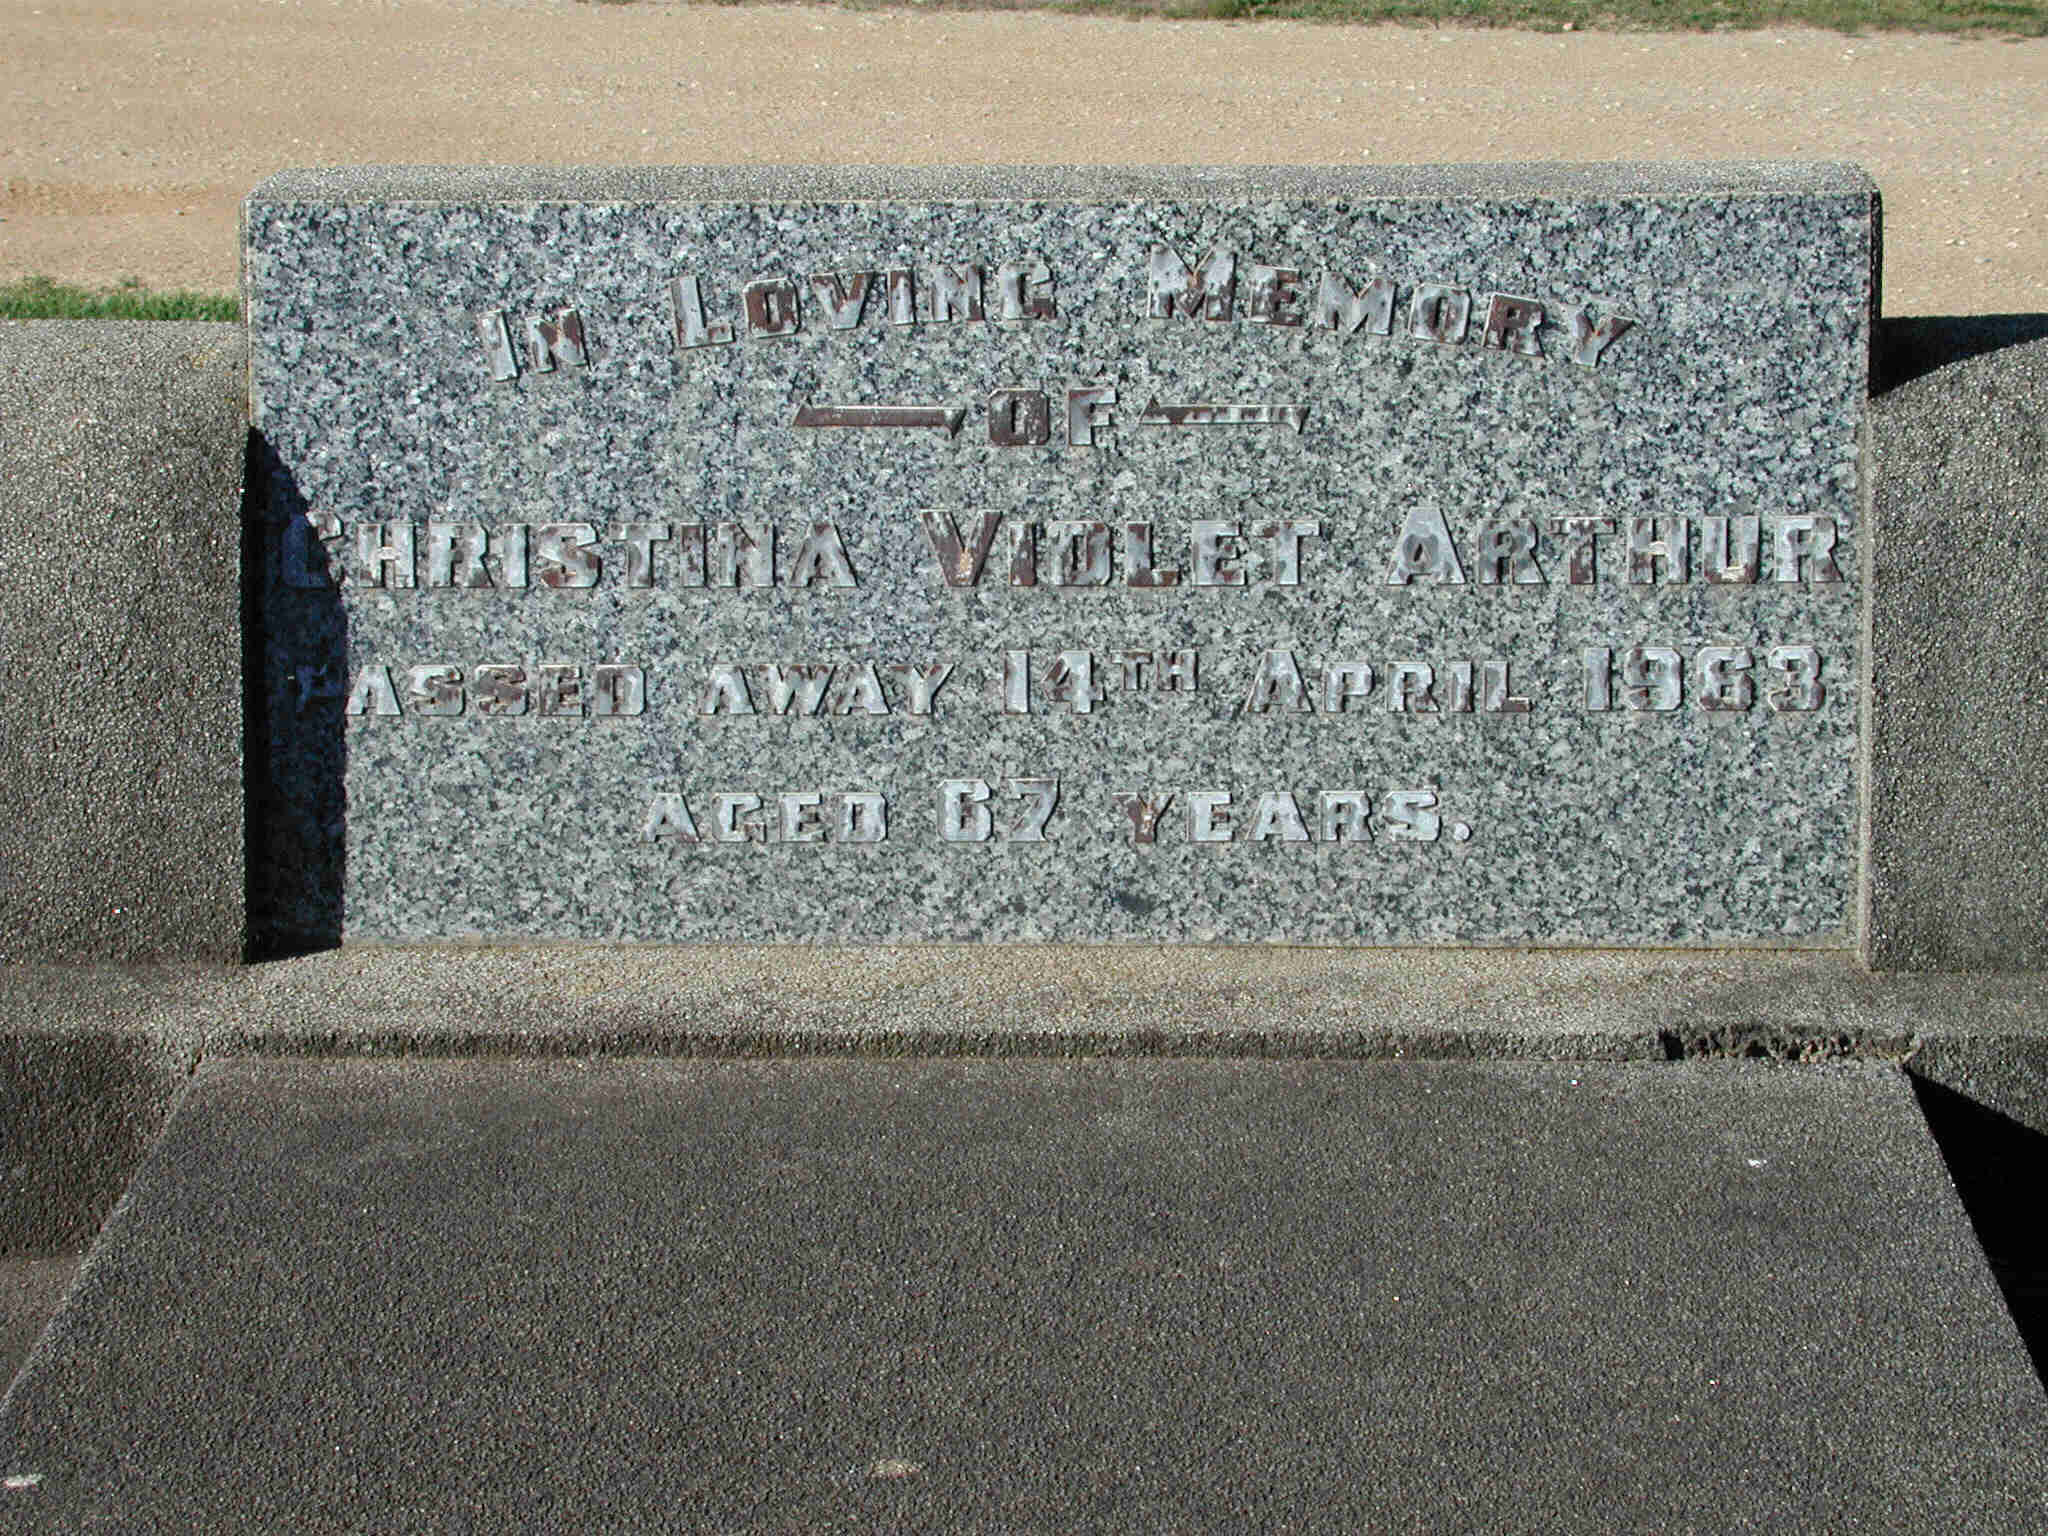 IN LOVING MEMORY
OF
CHRISTINA VIOLET ARTHUR
PASSED AWAY 14TH APRIL 1963
AGED 67 YEARS.